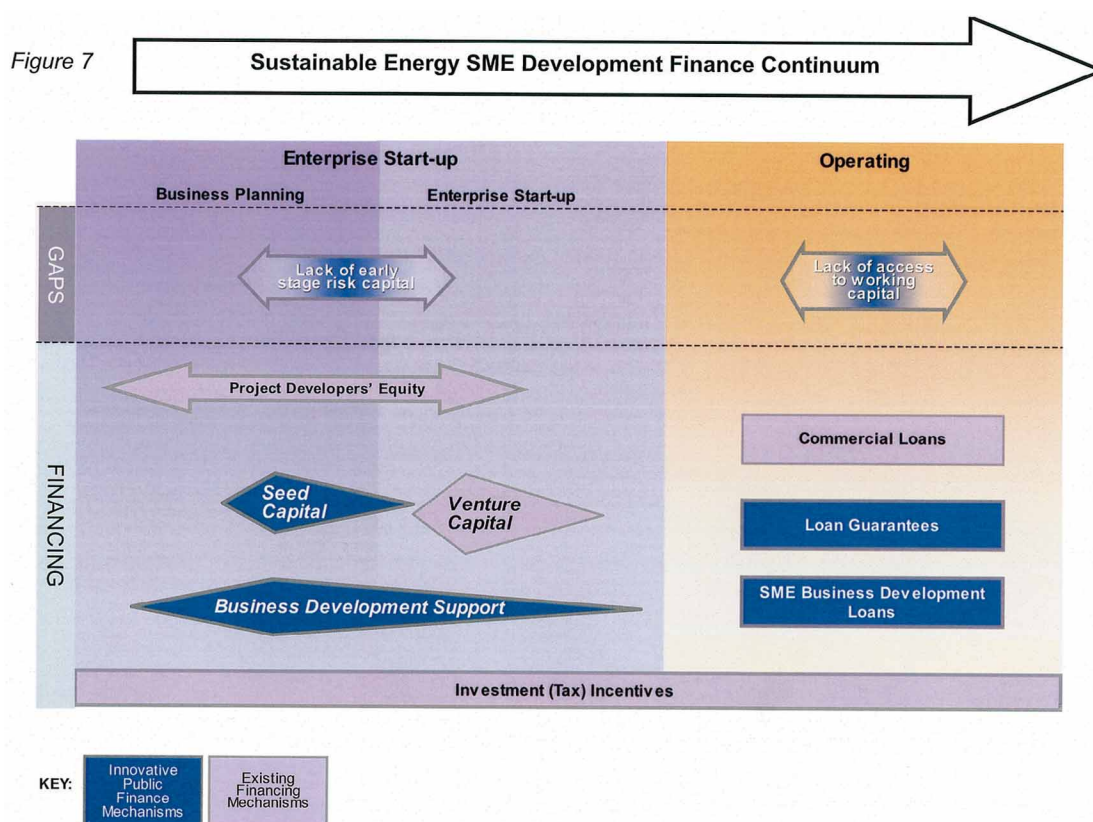 Figure 7
Sustainable Energy SME Development Finance Continuum
Enterprise Start-up
Operating
Business Planning
Enterprise Start-up
GAPS
Lack of early
stage risk capital
Lack of access
to working
capital
FINANCING
Project Developers' Equity
Commercial Loans
Seed
Capital
Venture
Capital
Loan Guarantees
Business Development Support
SME Business Development
Loans
Investment (Tax) Incentives
KEY:
Innovative
Public
Finance
Mechanisms
Existing
Financing
Mechanisms